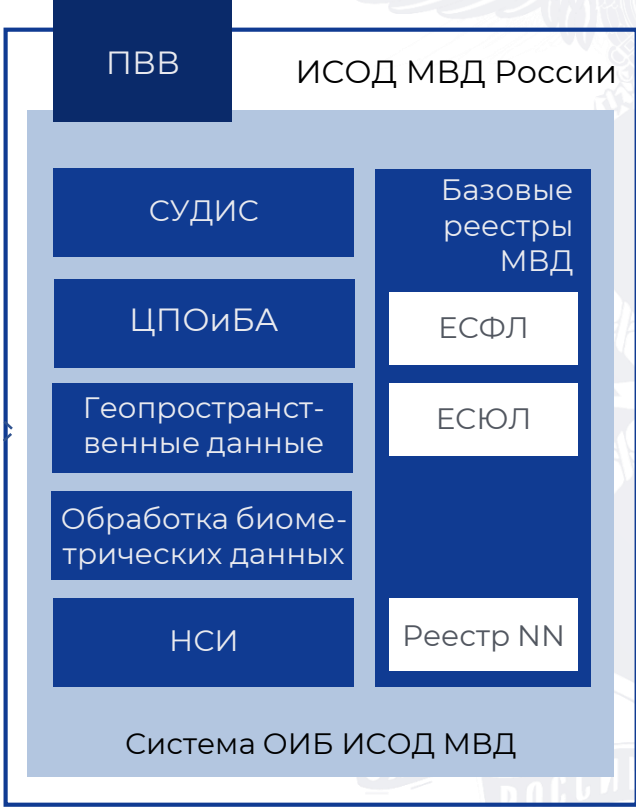 ПВВ
ИСОД МВД России
СУДИС
ЦПОиБА
Геопространст-
венные данные
Обработка биоме-
трических данных
НСИ
Базовые
реестры
МВД
ЕСФЛ
ЕСЮЛ
Реестр NN
Система ОИБ ИСОД МВД